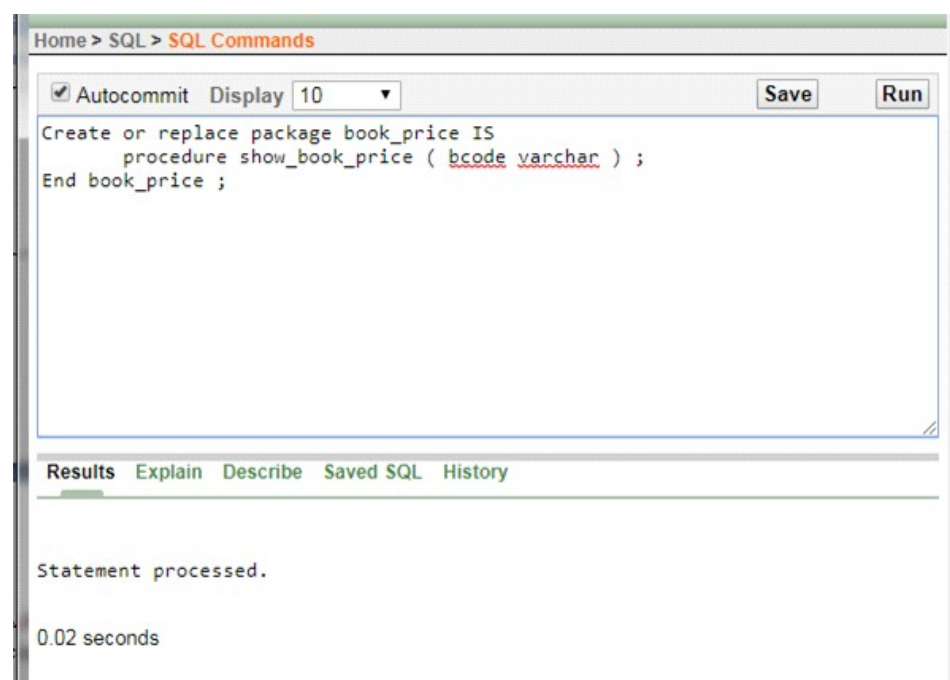 Home > SQL > SQL Commands
Autocommit Display 10 Save Run
Create or replace package book_price IS
procedure show_book_price ( bcode varchar ) ;
End book_price ;
Results Explain Describe Saved SQL History
Statement processed.
0.02 seconds